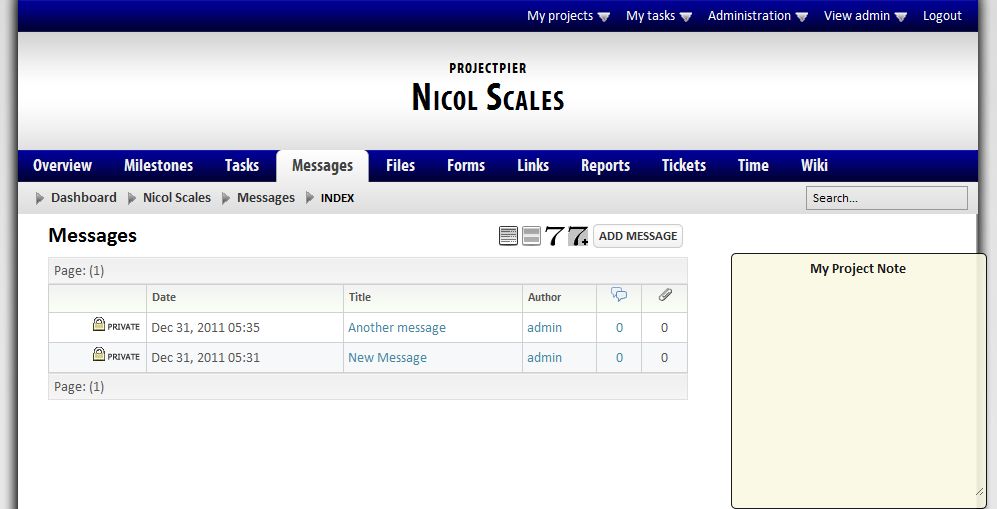 My projects My tasks Administration View admin Logout
PROJECTPIER
NICOL SCALES
Overview Milestones Tasks Messages Files Forms Links Reports Tickets Time Wiki
Dashboard Nicol Scales Messages INDEX Search...
Messages 7 7+ ADD MESSAGE
My Project Note
Page: (1)
Date Title Author
PRIVATE Dec 31, 2011 05:35 Another message admin 0 0
PRIVATE Dec 31, 2011 05:31 New Message admin 0 0
Page: (1)